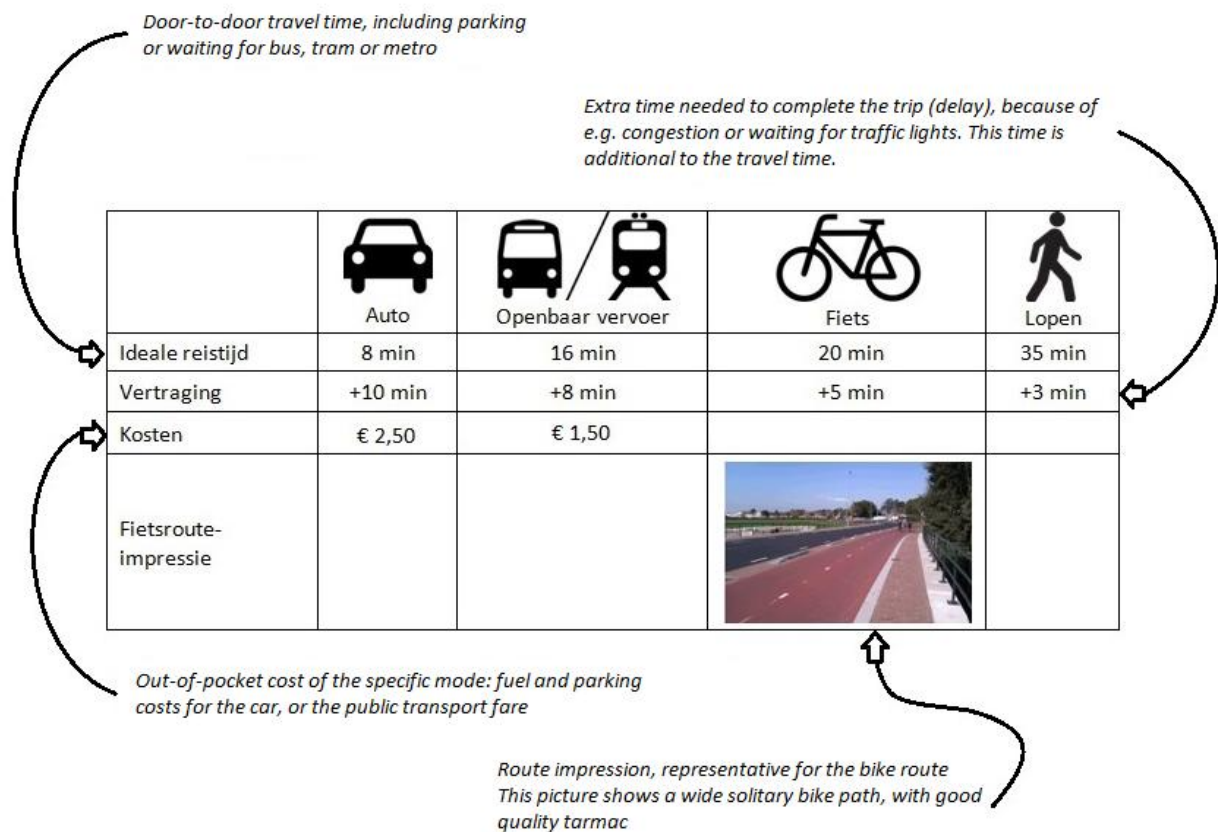 Door-to-door travel time, including parking
or waiting for bus, tram or metro
Extra time needed to complete the trip (delay), because of
e.g. congestion or waiting for traffic lights. This time is
additional to the travel time.
Auto Openbaar vervoer Fiets Lopen
Ideale reistijd 8 min 16 min 20 min 35 min
Vertraging +10 min +8 min +5 min +3 min
Kosten € 2,50 € 1,50
Fietsroute-
impressie
Out-of-pocket cost of the specific mode: fuel and parking
costs for the car, or the public transport fare
Route impression, representative for the bike route
This picture shows a wide solitary bike path, with good
quality tarmac